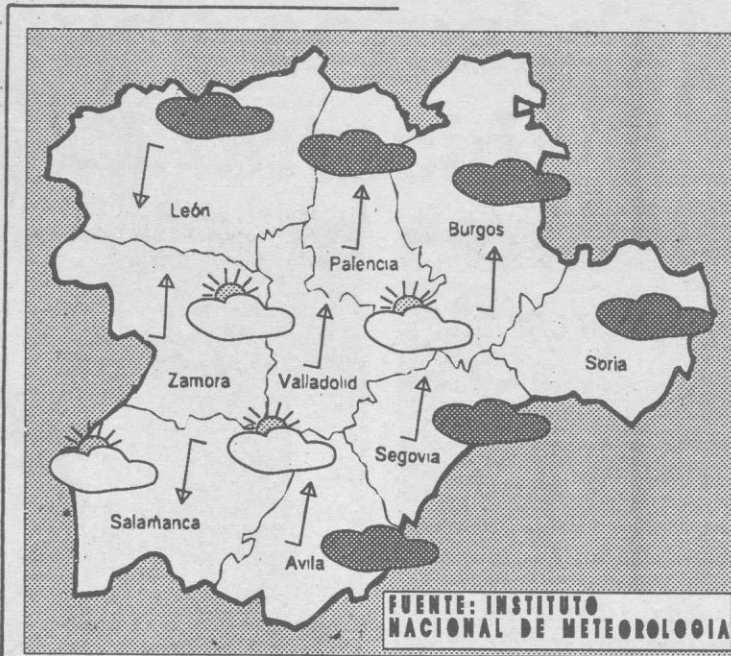 León
Burgos
Palencia
Soria
Zamora
Valladolid
Segovia
Salamanca
Avila
FUENTE: INSTITUTO
NACIONAL DE METEOROLOGIA